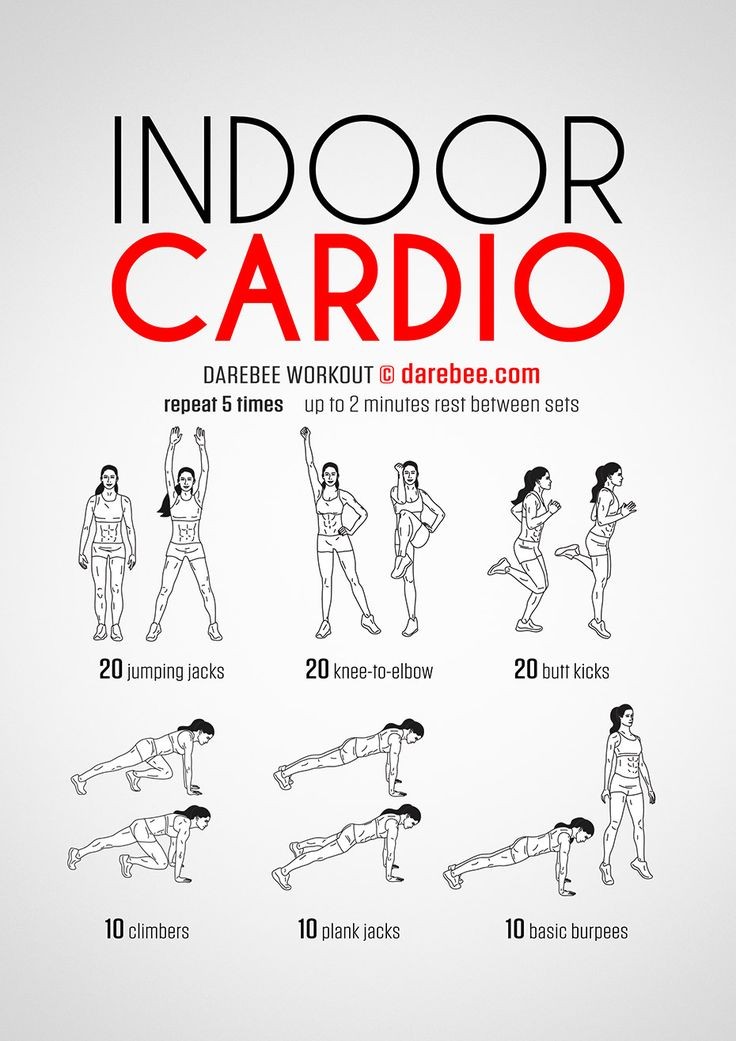 INDOOR
CARDIO
DAREBEE WORKOUT © darebee.com
repeat 5 times up to 2 minutes rest between sets
20 jumping jacks
20 knee-to-elbow
20 butt kicks
10 climbers
10 plank jacks
10 basic burpees